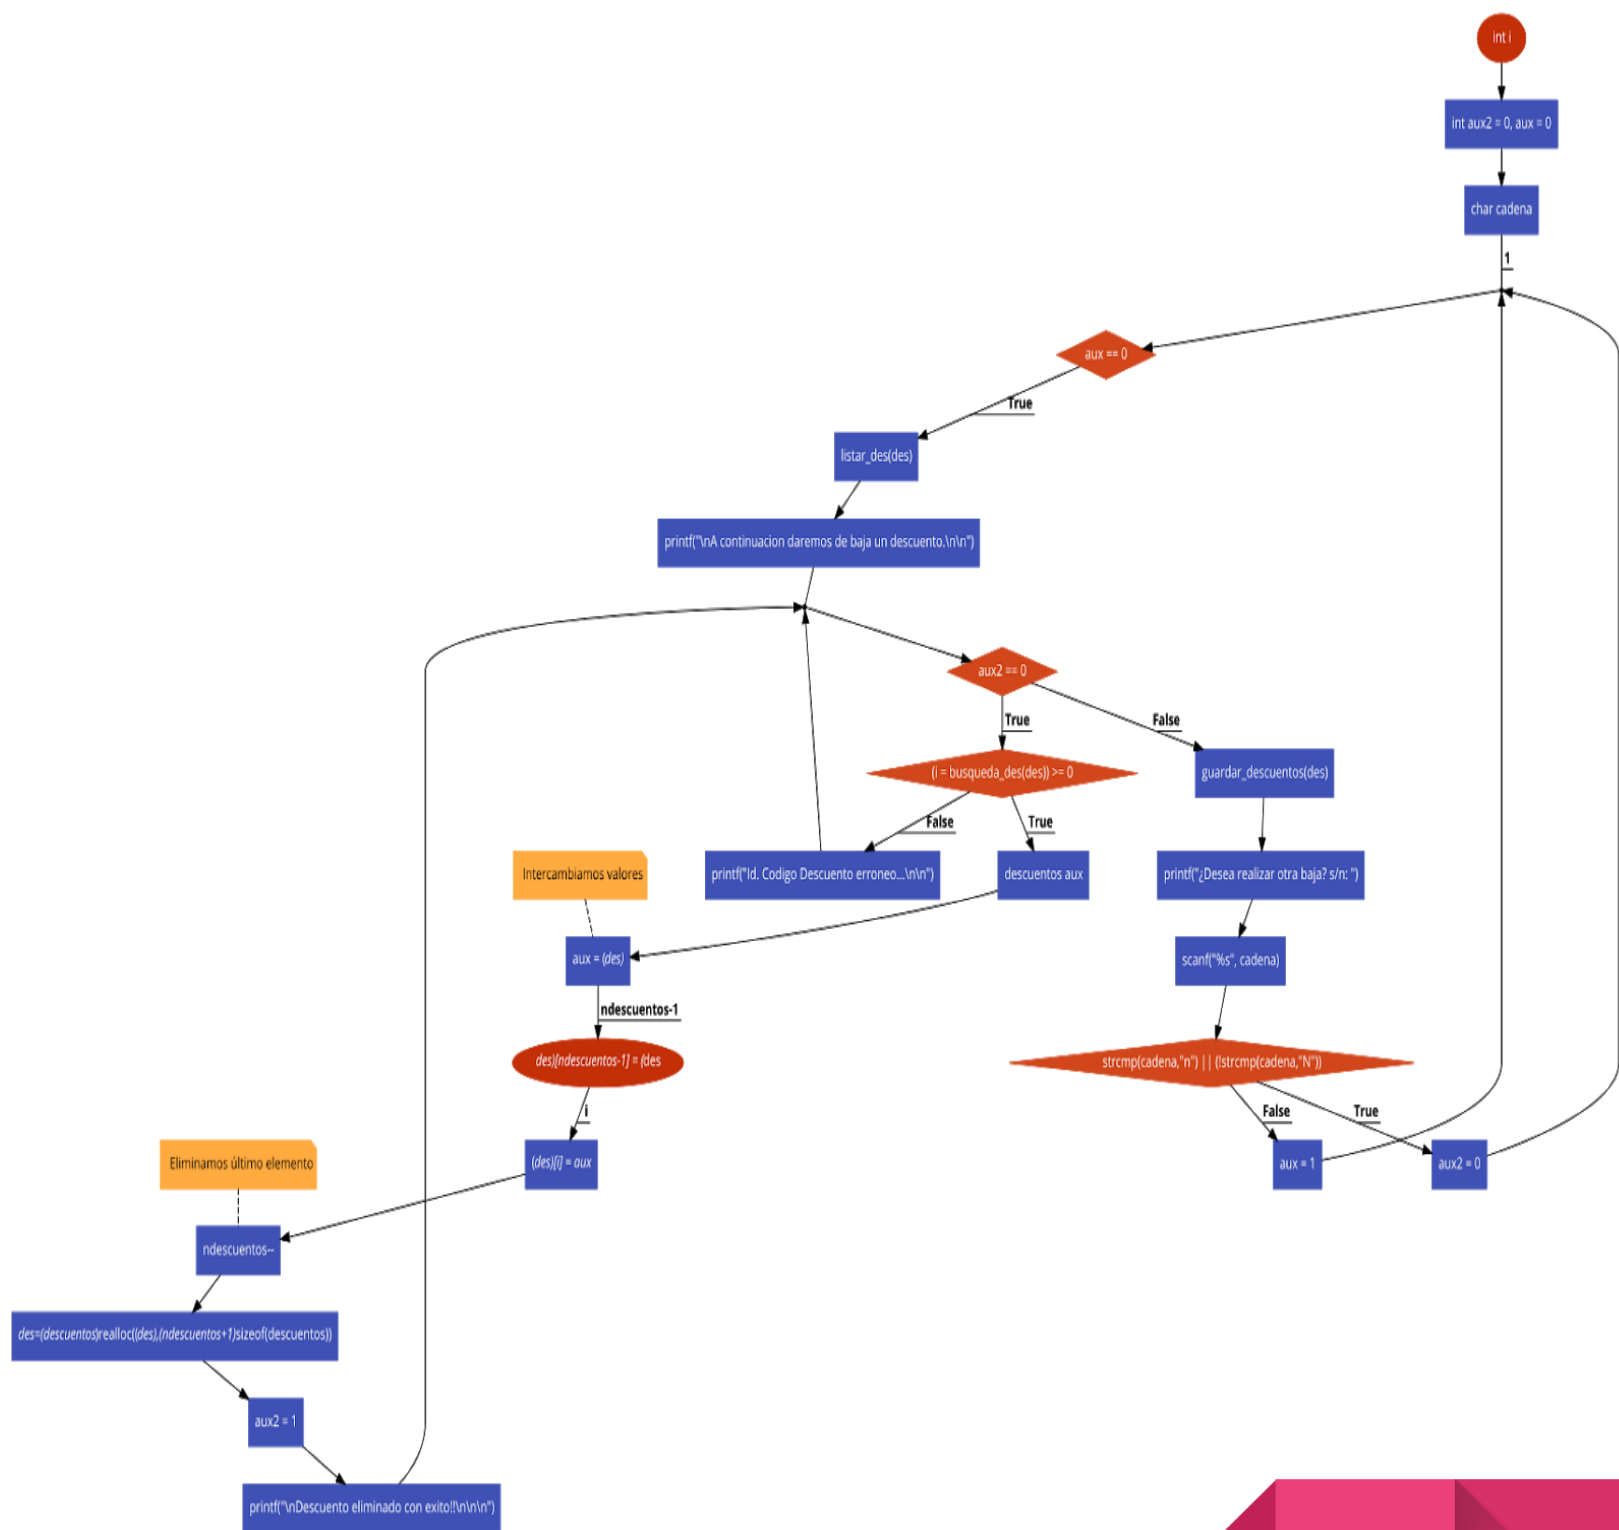 int i
int aux2 = 0, aux = 0
char cadena
1
aux == 0
True
listar_des(des)
printf("\nA continuacion daremos de baja un descuento.\n\n")
aux2 == 0
True
False
(i = busqueda_des(des)) >= 0
guardar_descuentos(des)
False
True
Intercambiamos valores
printf("Id. Codigo Descuento erroneo...\n\n")
descuentos aux
printf("¿Desea realizar otra baja? s/n: ")
aux = (des)
scanf("%s", cadena)
ndescuentos-1
des)[ndescuentos-1] = (des
strcmp(cadena,"n") || (!strcmp(cadena,"N"))
i
False
True
Eliminamos último elemento
(des)[i] = aux
aux = 1
aux2 = 0
ndescuentos--
des=(descuentos)realloc((des),(ndescuentos+1)sizeof(descuentos))
aux2 = 1
printf("\nDescuento eliminado con exito!!\n\n\n")